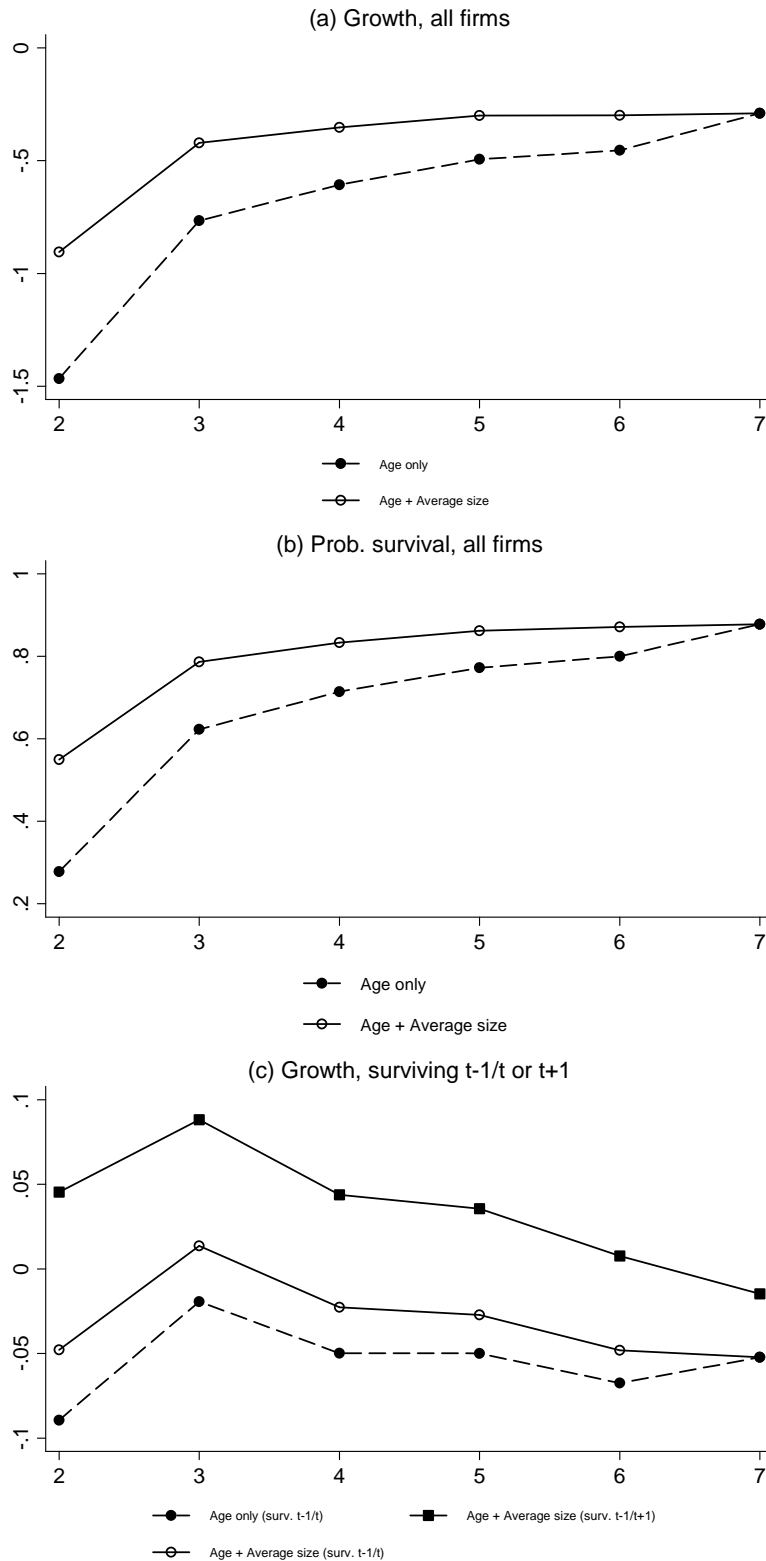 (a) Growth, all firms
0
-.5
-1
-1.5
2 3 4 5 6 7
Age only
Age + Average size
(b) Prob. survival, all firms
1
.8
.6
.4
.2
2 3 4 5 6 7
Age only
Age + Average size
(c) Growth, surviving t-1/t or t+1
.1
.05
0
-.05
-.1
2 3 4 5 6 7
Age only (surv. t-1/t) Age + Average size (surv. t-1/t+1)
Age + Average size (surv. t-1/t)